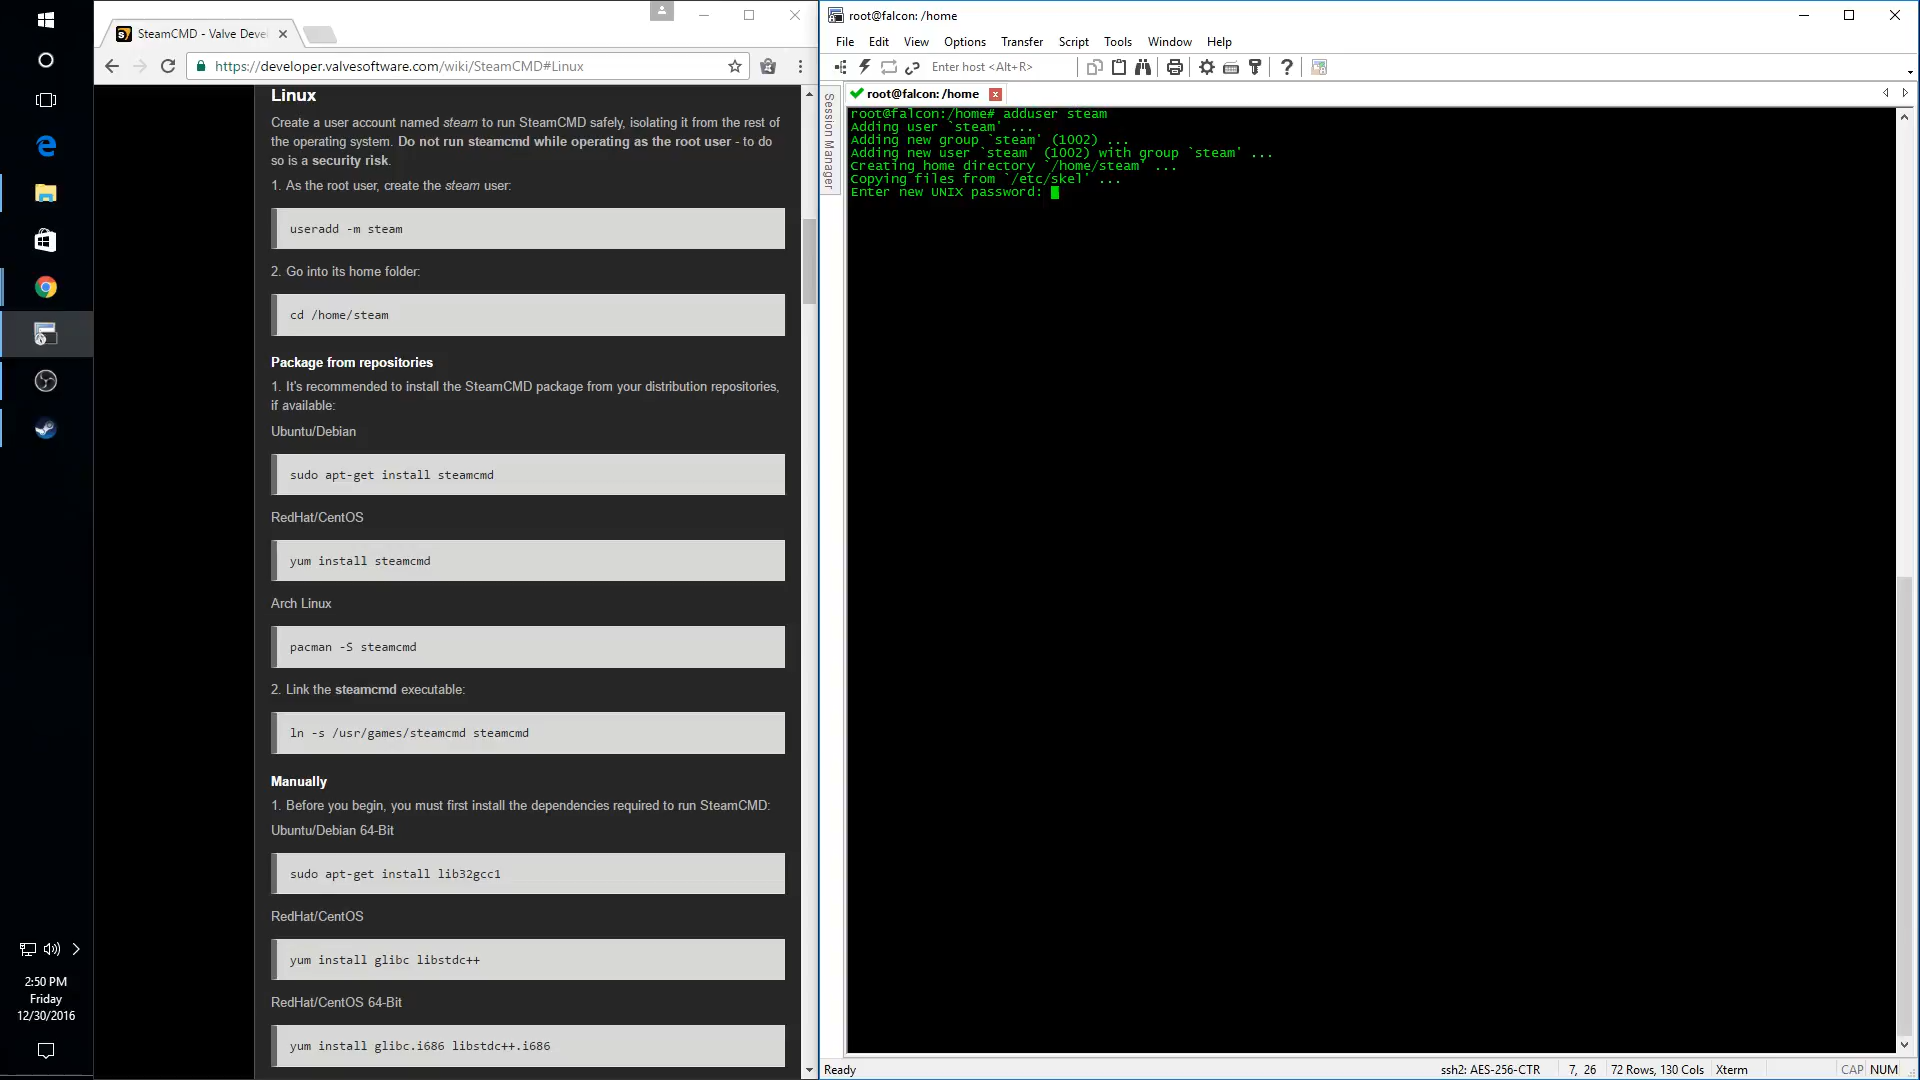 SteamCMD - Valve Deve
https://developer.valvesoftware.com/wiki/SteamCMD#Linux
Linux
Create a user account named steam to run SteamCMD safely, isolating it from the rest of
the operating system. Do not run steamcmd while operating as the root user - to do
so is a security risk.
1. As the root user, create the steam user:
useradd -m steam
2. Go into its home folder:
cd /home/steam
Package from repositories
1. It's recommended to install the SteamCMD package from your distribution repositories,
if available:
Ubuntu/Debian
sudo apt-get install steamcmd
RedHat/CentOS
yum install steamcmd
Arch Linux
pacman -S steamcmd
2. Link the steamcmd executable:
ln -s /usr/games/steamcmd steamcmd
Manually
1. Before you begin, you must first install the dependencies required to run SteamCMD:
Ubuntu/Debian 64-Bit
sudo apt-get install lib32gcc1
RedHat/CentOS
yum install glibc libstdc++
RedHat/CentOS 64-Bit
yum install glibc.i686 libstdc++.i686
2:50 PM
Friday
12/30/2016
root@falcon: /home
File Edit View Options Transfer Script Tools Window Help
Enter host <Alt+R>
Session Manager
root@falcon: /home
root@falcon:/home# adduser steam
Adding user `steam' ...
Adding new group `steam' (1002) ...
Adding new user `steam' (1002) with group `steam' ...
Creating home directory `/home/steam' ...
Copying files from `/etc/skel' ...
Enter new UNIX password:
Ready ssh2: AES-256-CTR 7, 26 72 Rows, 130 Cols Xterm CAP NUM